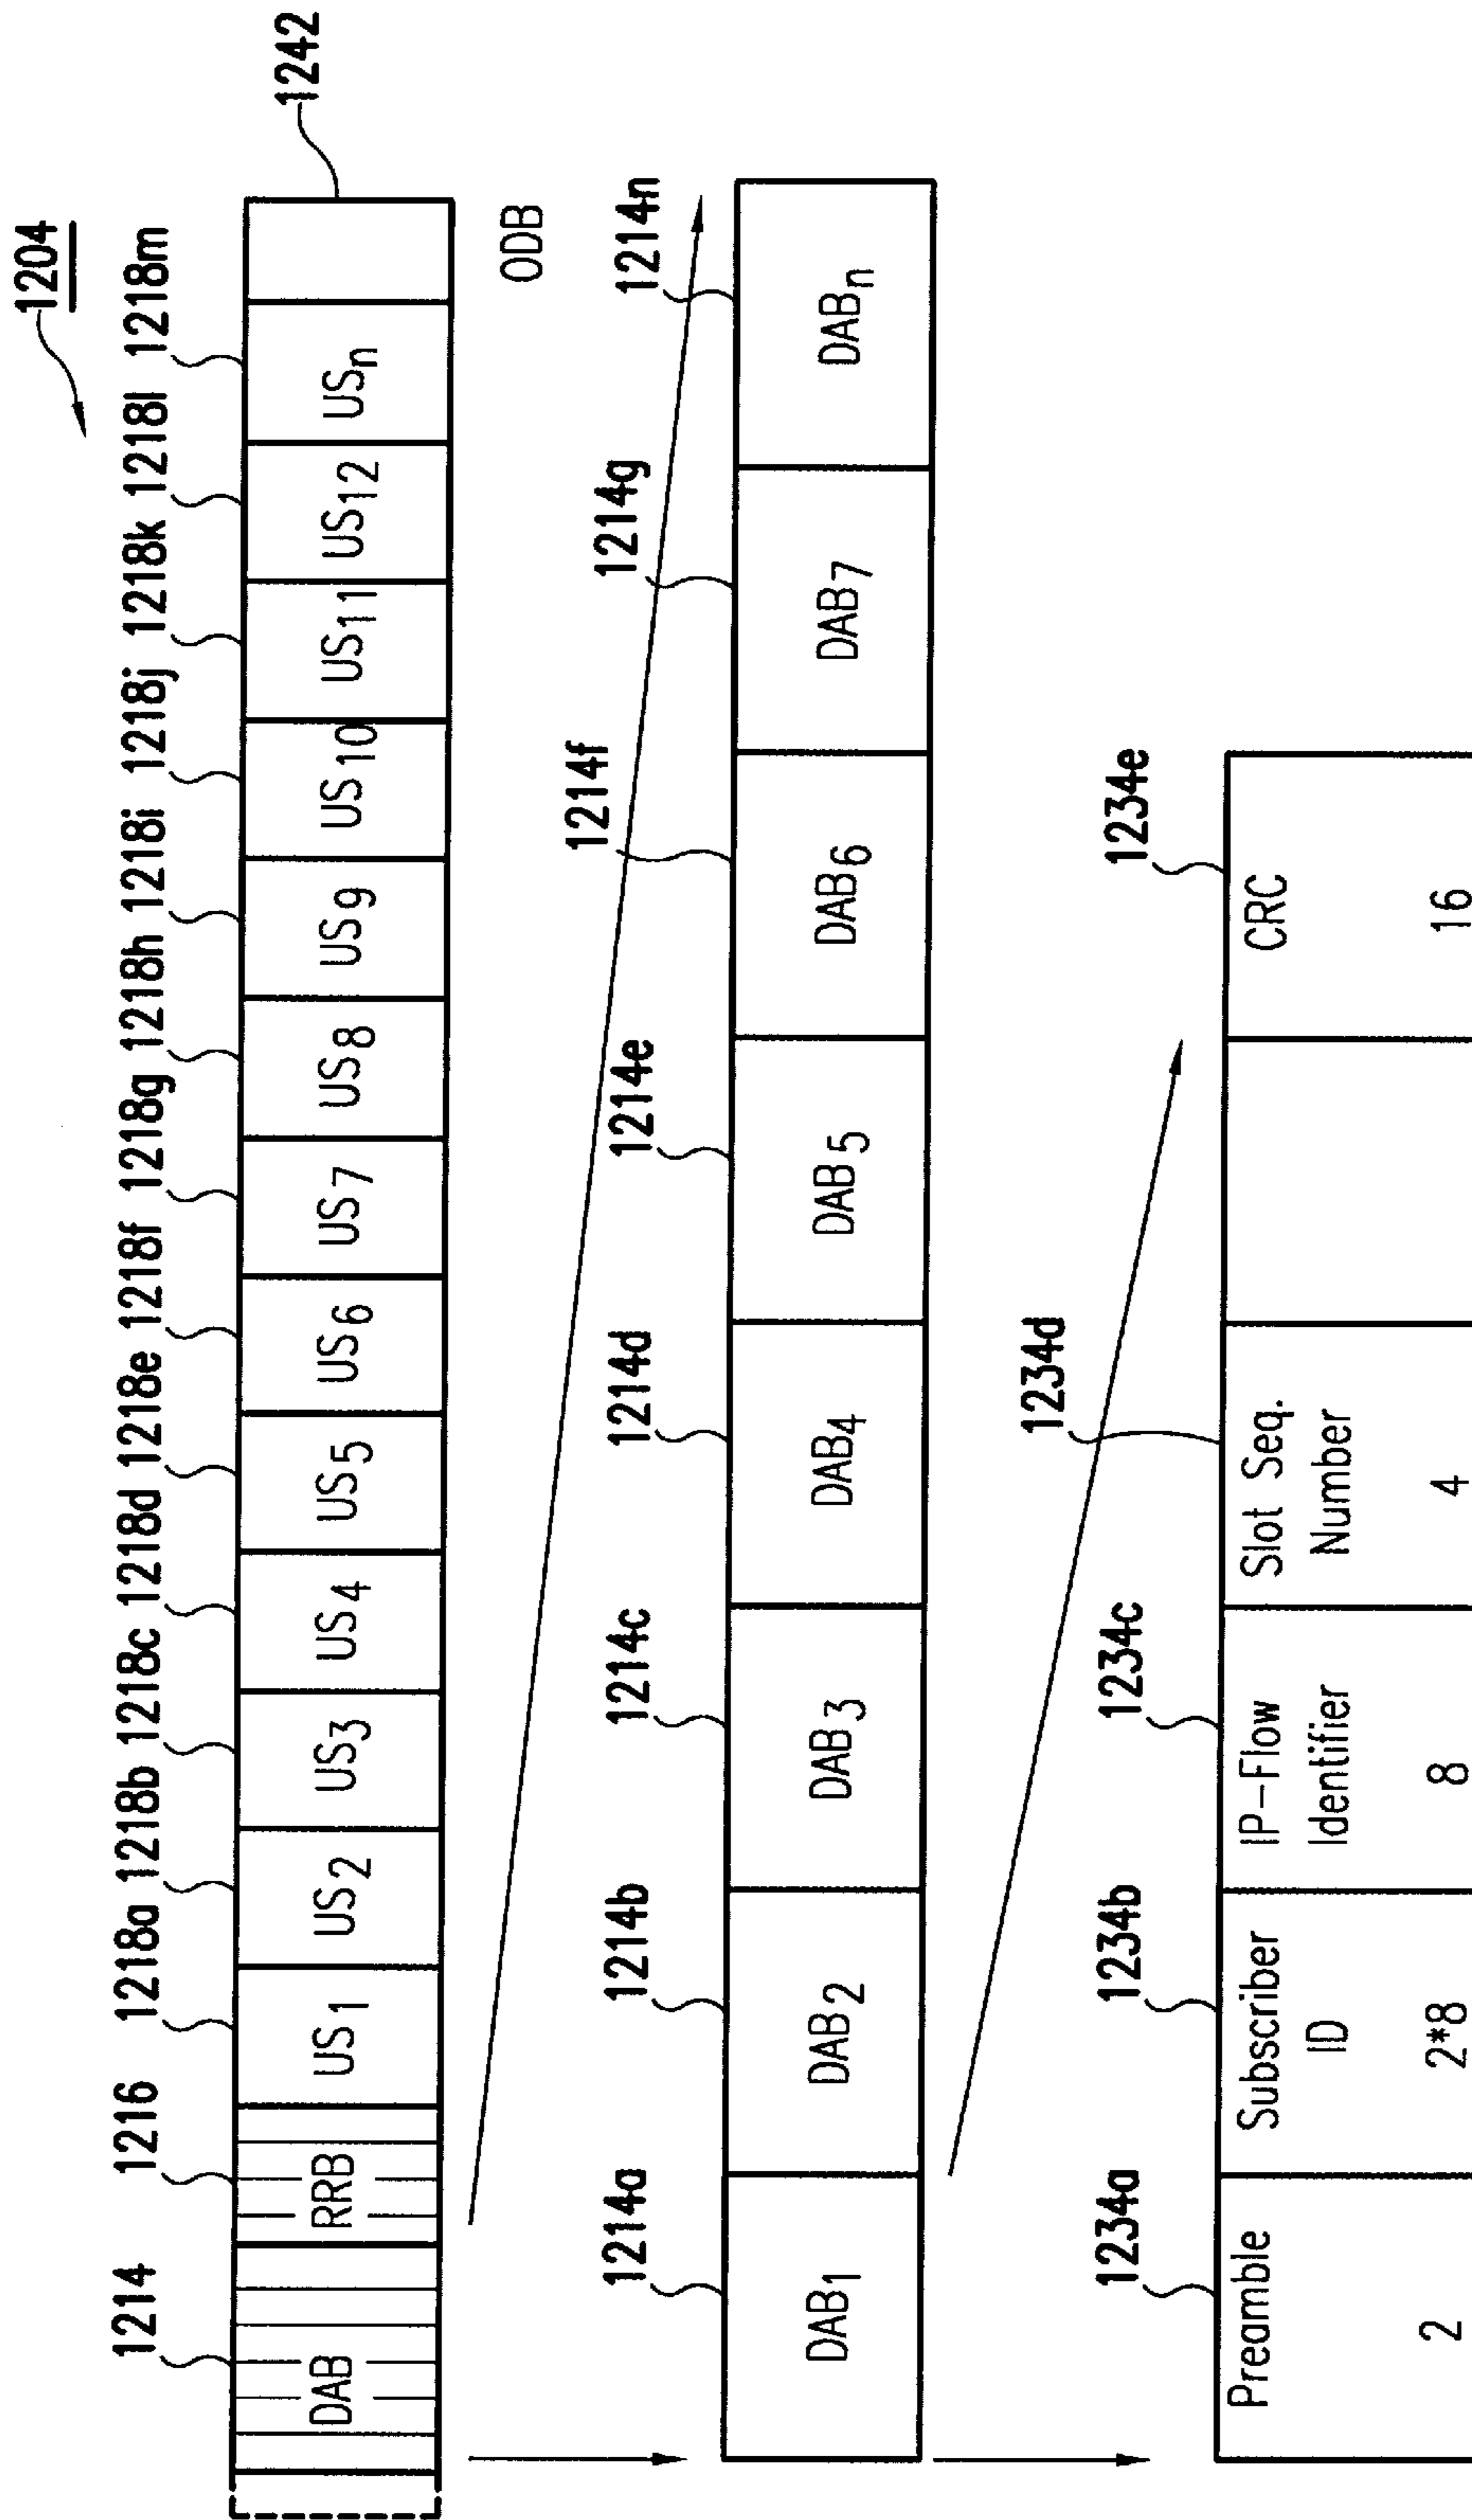 1204
1214 1216 1218a 1218b 1218c 1218d 1218e 1218f 1218g 1218h 1218i 1218j 1218k 1218l 1218m
1242
DAB RRB US1 US2 US3 US4 US5 US6 US7 US8 US9 US10 US11 US12 USn
ODB
1214a 1214b 1214c 1214d 1214e 1214f 1214g 1214n
DAB1 DAB2 DAB3 DAB4 DAB5 DAB6 DAB7 DABn
1234a 1234b 1234c 1234d 1234e
Preamble Subscriber IP-Flow Slot Seq. CRC
ID Identifier Number
2 2*8 8 4 16